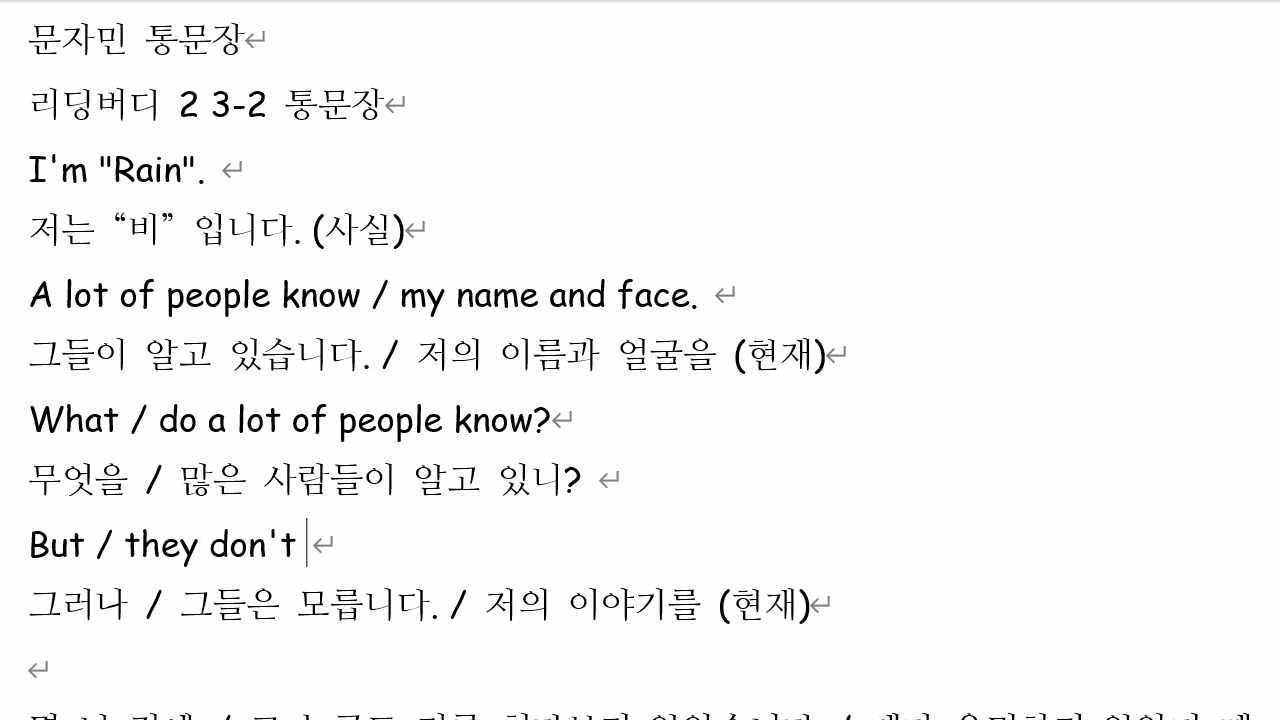 문자민 통문장↵
리딩버디 2 3-2 통문장↵
I'm "Rain". ↵
저는 “비” 입니다. (사실)↵
A lot of people know / my name and face. ↵
그들이 알고 있습니다. / 저의 이름과 얼굴을 (현재)↵
What / do a lot of people know?↵
무엇을 / 많은 사람들이 알고 있니? ↵
But / they don't ↵
그러나 / 그들은 모릅니다. / 저의 이야기를 (현재)↵
↵